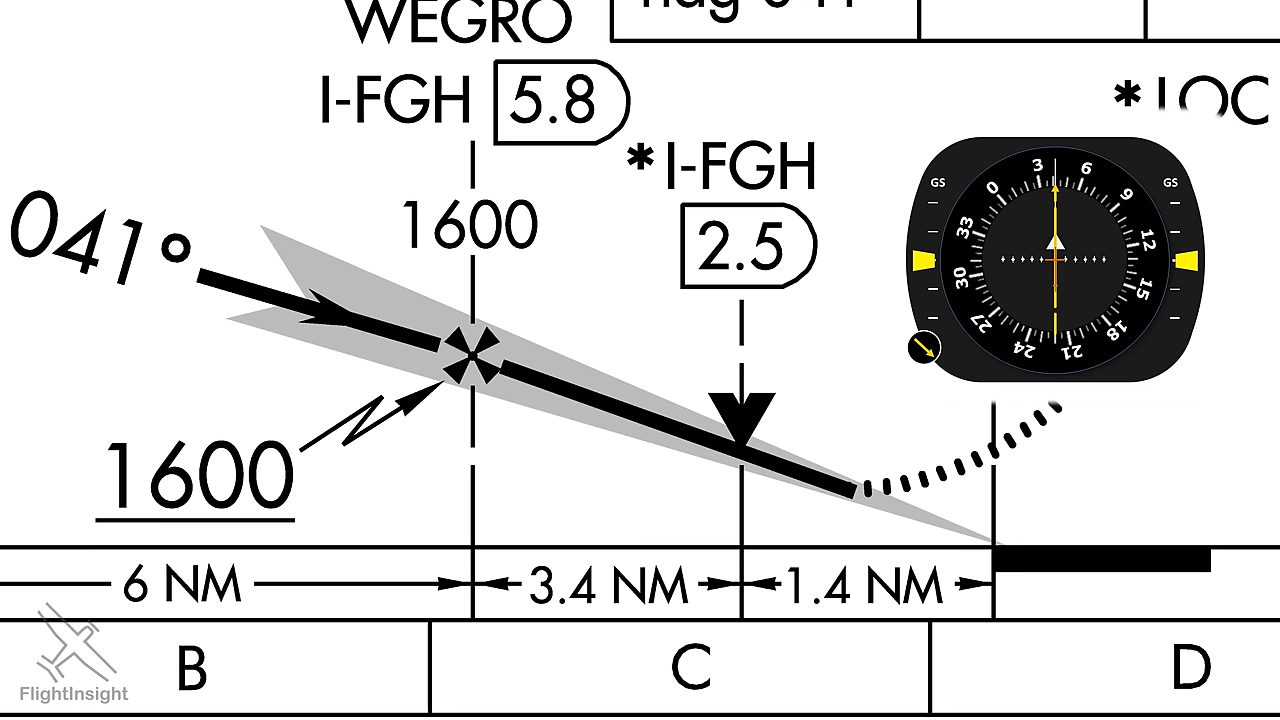 WEGRO
I-FGH 5.8
*I-FGH
2.5
* LOC
041°
1600
1600
GS GS
0 3 6 9 12 15 18 21 24 27 30 33
6 NM 3.4 NM 1.4 NM
B C D
FlightInsight